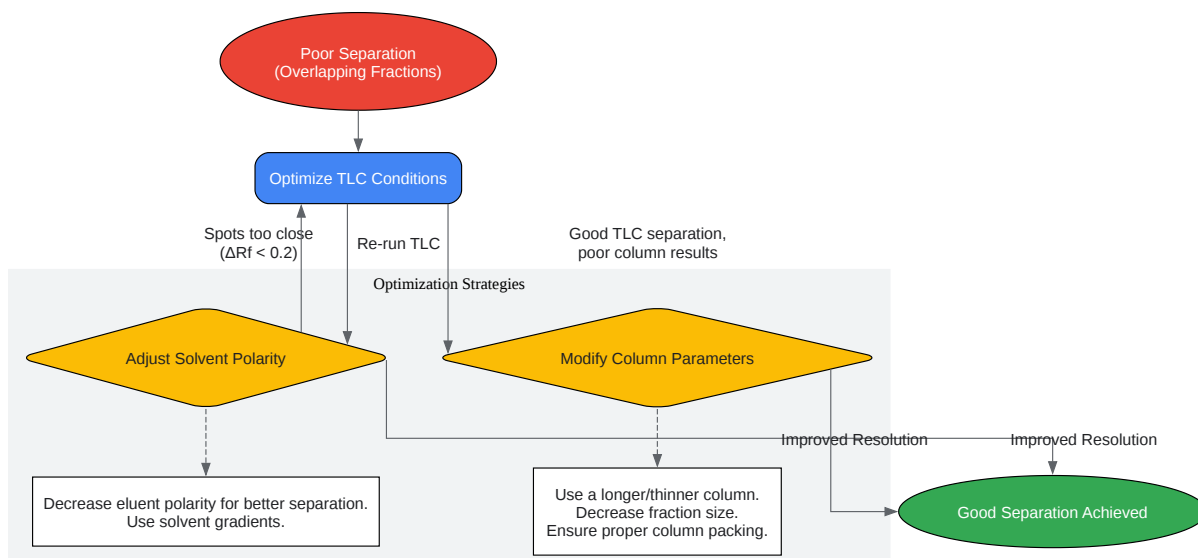 Poor Separation
(Overlapping Fractions)
Optimize TLC Conditions
Spots too close
(ΔRf < 0.2)
Re-run TLC
Good TLC separation,
poor column results
Optimization Strategies
Adjust Solvent Polarity
Modify Column Parameters
Improved Resolution
Improved Resolution
Decrease eluent polarity for better separation.
Use solvent gradients.
Use a longer/thinner column.
Decrease fraction size.
Ensure proper column packing.
Good Separation Achieved